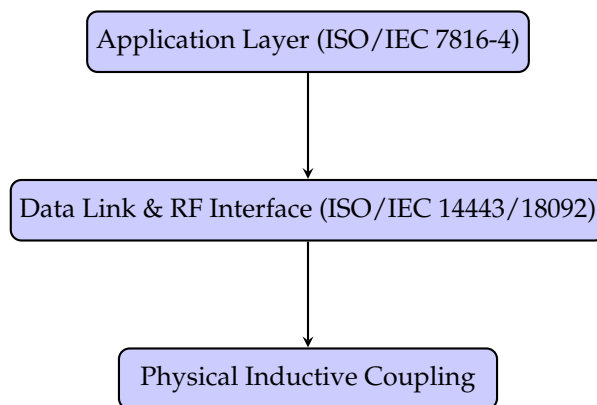 Application Layer (ISO/IEC 7816-4)
Data Link & RF Interface (ISO/IEC 14443/18092)
Physical Inductive Coupling